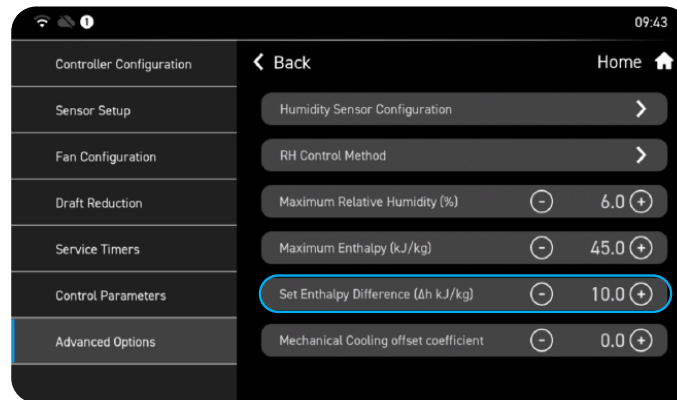 1
09:43
Controller Configuration
Sensor Setup
Fan Configuration
Draft Reduction
Service Timers
Control Parameters
Advanced Options
Back
Home
Humidity Sensor Configuration
RH Control Method
Maximum Relative Humidity (%) - 6.0 +
Maximum Enthalpy (kJ/kg) - 45.0 +
Set Enthalpy Difference (Δh kJ/kg) - 10.0 +
Mechanical Cooling offset coefficient - 0.0 +